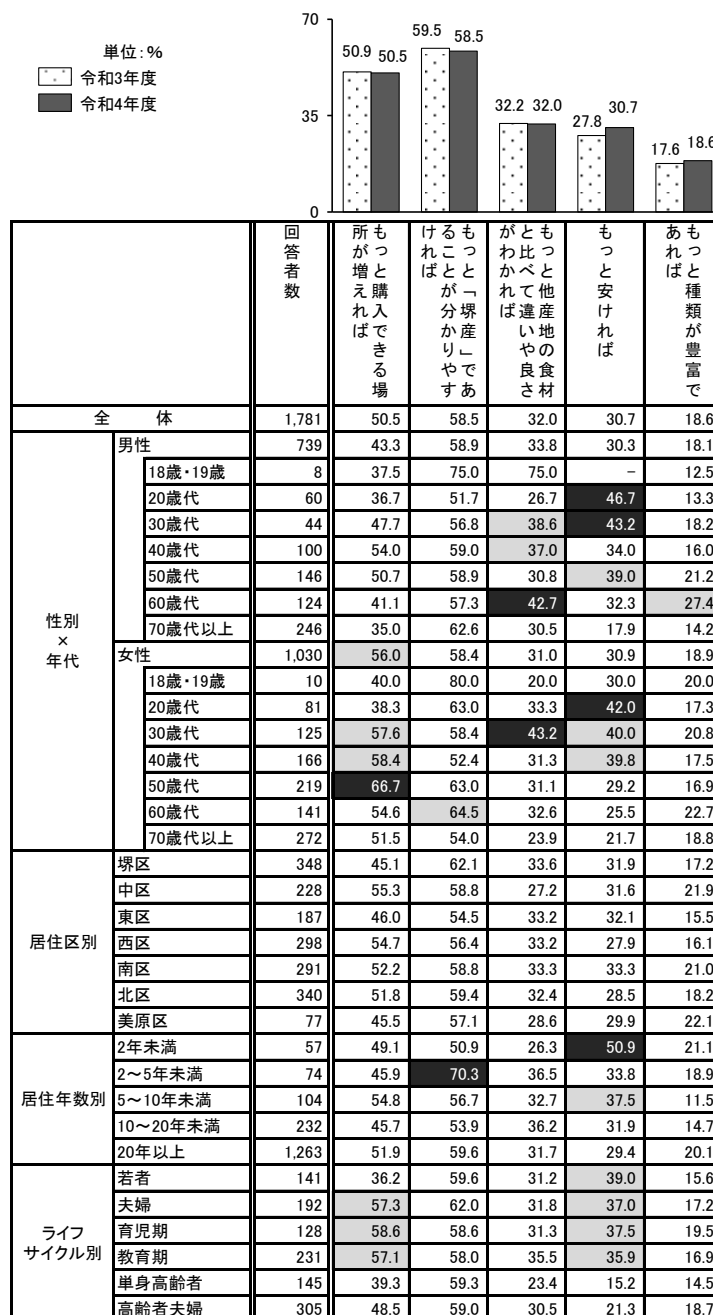 単位:%
令和3年度
令和4年度
70
35
0
50.9 50.5
59.5 58.5
32.2 32.0
27.8 30.7
17.6 18.6
回答者数
もっと購入できる場所が増えれば
もっと「堺産」であることが分かりやすければ
もっと他産地の食材と比べて違いや良さがわかれば
もっと安ければ
もっと種類が豊富であれば
全 体 1,781 50.5 58.5 32.0 30.7 18.6
性別×年代
男性 739 43.3 58.9 33.8 30.3 18.1
18歳・19歳 8 37.5 75.0 75.0 − 12.5
20歳代 60 36.7 51.7 26.7 46.7 13.3
30歳代 44 47.7 56.8 38.6 43.2 18.2
40歳代 100 54.0 59.0 37.0 34.0 16.0
50歳代 146 50.7 58.9 30.8 39.0 21.2
60歳代 124 41.1 57.3 42.7 32.3 27.4
70歳代以上 246 35.0 62.6 30.5 17.9 14.2
女性 1,030 56.0 58.4 31.0 30.9 18.9
18歳・19歳 10 40.0 80.0 20.0 30.0 20.0
20歳代 81 38.3 63.0 33.3 42.0 17.3
30歳代 125 57.6 58.4 43.2 40.0 20.8
40歳代 166 58.4 52.4 31.3 39.8 17.5
50歳代 219 66.7 63.0 31.1 29.2 16.9
60歳代 141 54.6 64.5 32.6 25.5 22.7
70歳代以上 272 51.5 54.0 23.9 21.7 18.8
居住区別
堺区 348 45.1 62.1 33.6 31.9 17.2
中区 228 55.3 58.8 27.2 31.6 21.9
東区 187 46.0 54.5 33.2 32.1 15.5
西区 298 54.7 56.4 33.2 27.9 16.1
南区 291 52.2 58.8 33.3 33.3 21.0
北区 340 51.8 59.4 32.4 28.5 18.2
美原区 77 45.5 57.1 28.6 29.9 22.1
居住年数別
2年未満 57 49.1 50.9 26.3 50.9 21.1
2～5年未満 74 45.9 70.3 36.5 33.8 18.9
5～10年未満 104 54.8 56.7 32.7 37.5 11.5
10～20年未満 232 45.7 53.9 36.2 31.9 14.7
20年以上 1,263 51.9 59.6 31.7 29.4 20.1
ライフサイクル別
若者 141 36.2 59.6 31.2 39.0 15.6
夫婦 192 57.3 62.0 31.8 37.0 17.2
育児期 128 58.6 58.6 31.3 37.5 19.5
教育期 231 57.1 58.0 35.5 35.9 16.9
単身高齢者 145 39.3 59.3 23.4 15.2 14.5
高齢者夫婦 305 48.5 59.0 30.5 21.3 18.7